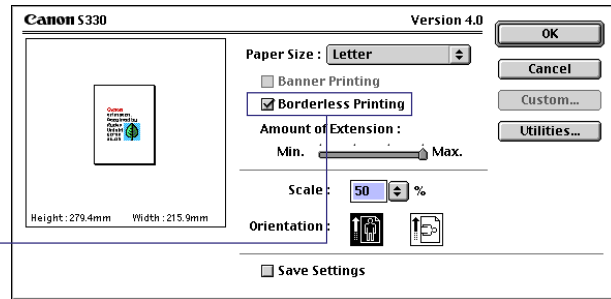 Canon S330 Version 4.0
Paper Size : Letter
Banner Printing
Borderless Printing
Amount of Extension :
Min. Max.
Scale : 50 %
Orientation :
Height : 279.4mm Width : 215.9mm
Save Settings
OK
Cancel
Custom...
Utilities...
Canon